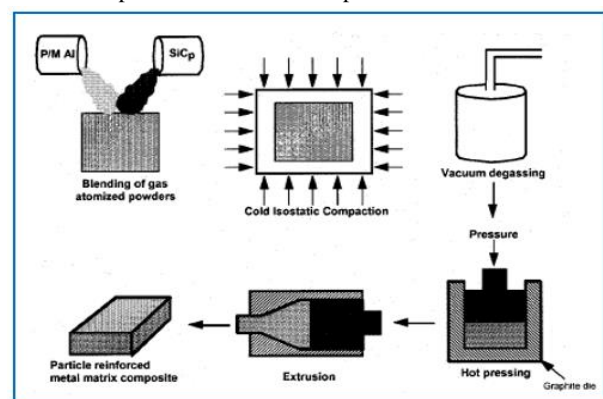 P/M Al
SiCp
Blending of gas
atomized powders
Cold Isostatic Compaction
Vacuum degassing
Pressure
Particle reinforced
metal matrix composite
Extrusion
Hot pressing
Graphite die